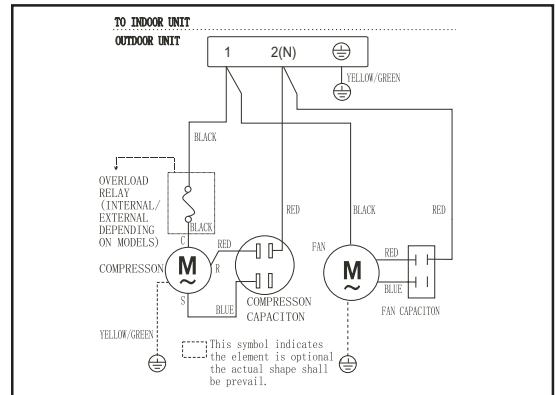 TO INDOOR UNIT
OUTDOOR UNIT
1
2(N)
YELLOW/GREEN
BLACK
OVERLOAD
RELAY
(INTERNAL/
EXTERNAL
DEPENDING
ON MODELS)
BLACK
RED
BLACK
RED
C
RED
FAN
RED
COMPRESSON
M
~
R
M
~
S
BLUE
BLUE
COMPRESSON
CAPACITON
FAN CAPACITON
YELLOW/GREEN
This symbol indicates
the element is optional
the actual shape shall
be prevail.